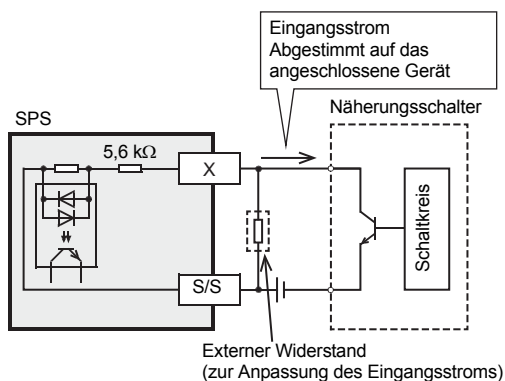 Eingangsstrom
Abgestimmt auf das
angeschlossene Gerät
SPS
Näherungsschalter
5,6 kΩ
X
Schaltkreis
S/S
Externer Widerstand
(zur Anpassung des Eingangsstroms)